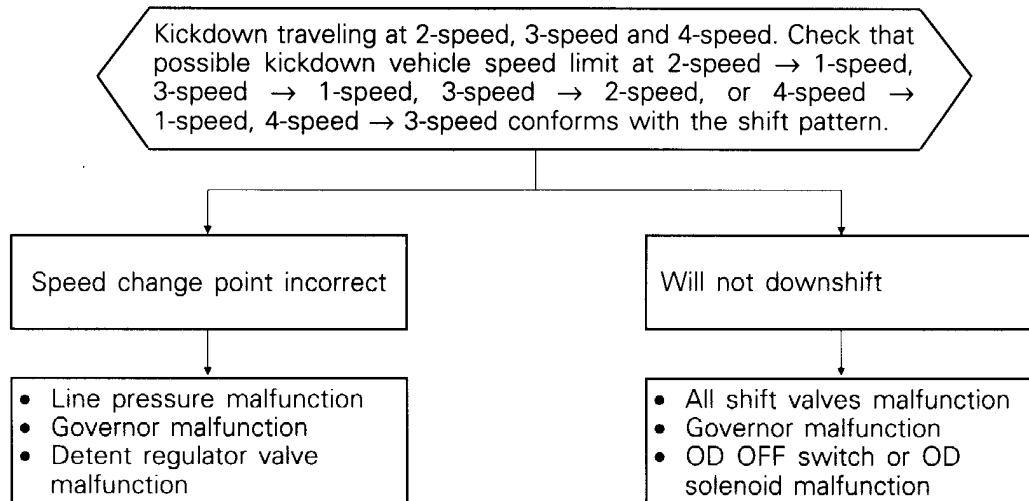 Kickdown traveling at 2-speed, 3-speed and 4-speed. Check that
possible kickdown vehicle speed limit at 2-speed → 1-speed,
3-speed → 1-speed, 3-speed → 2-speed, or 4-speed →
1-speed, 4-speed → 3-speed conforms with the shift pattern.
Speed change point incorrect
Will not downshift
• Line pressure malfunction
• Governor malfunction
• Detent regulator valve
malfunction
• All shift valves malfunction
• Governor malfunction
• OD OFF switch or OD
solenoid malfunction